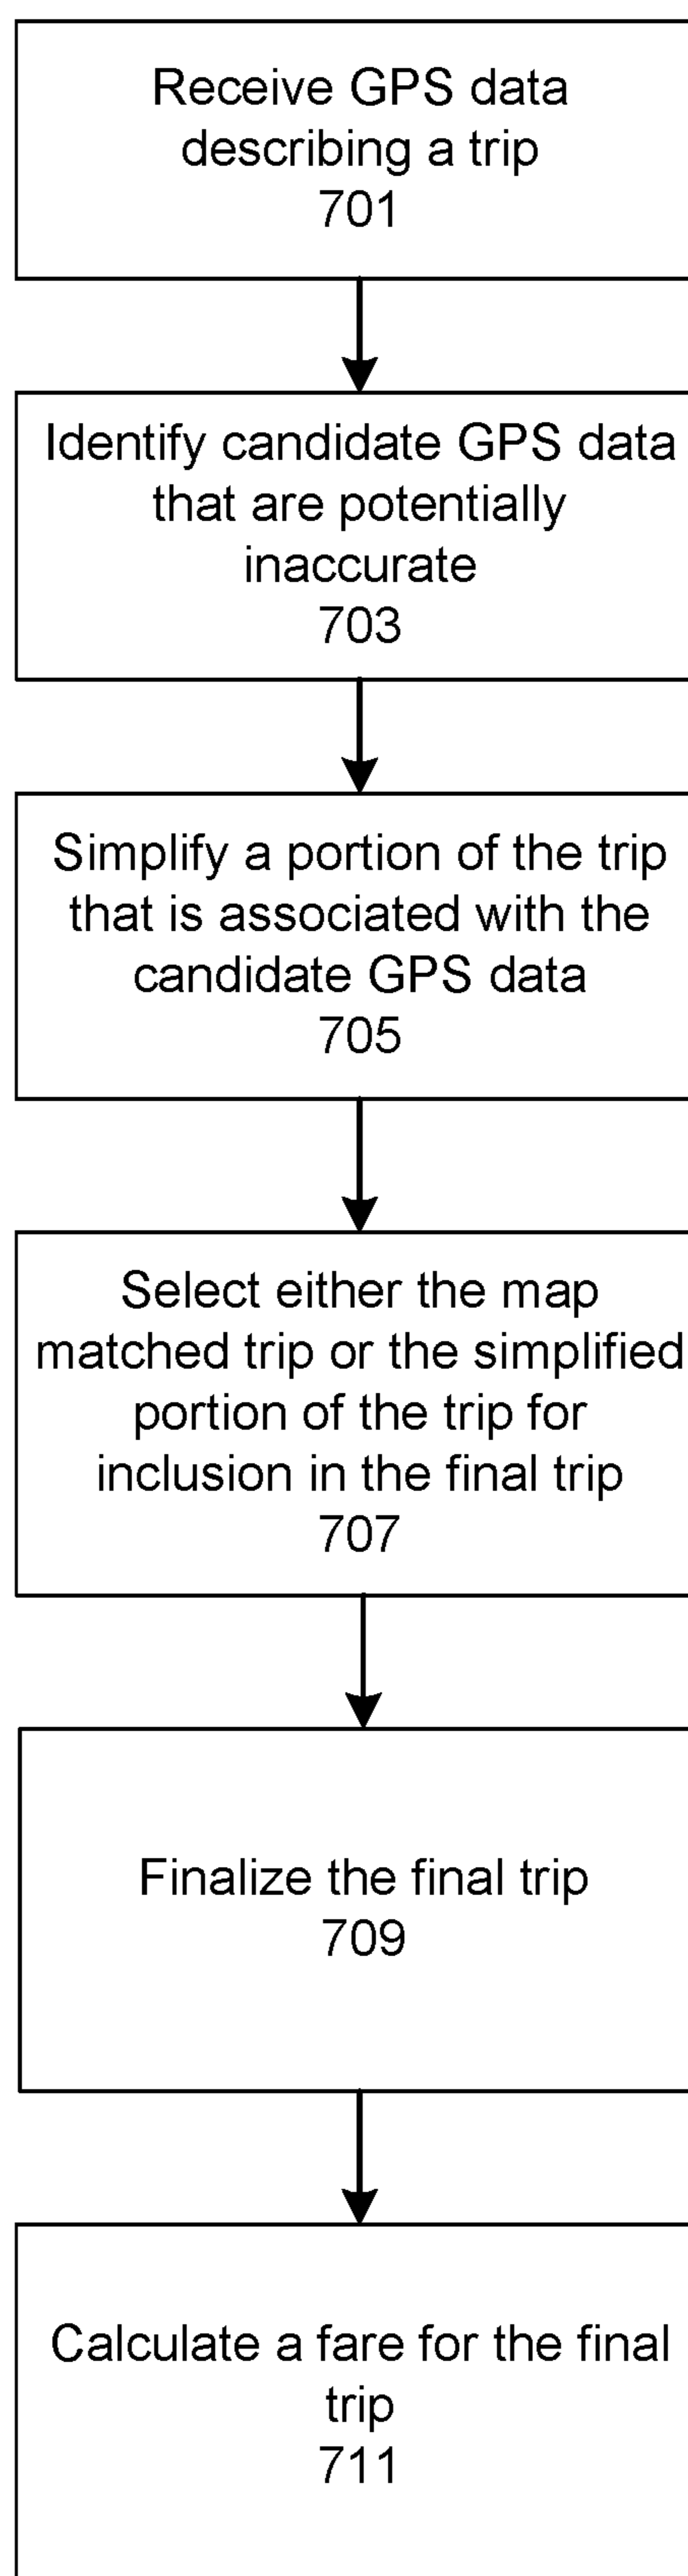 Receive GPS data
describing a trip
701
Identify candidate GPS data
that are potentially
inaccurate
703
Simplify a portion of the trip
that is associated with the
candidate GPS data
705
Select either the map
matched trip or the simplified
portion of the trip for
inclusion in the final trip
707
Finalize the final trip
709
Calculate a fare for the final
trip
711